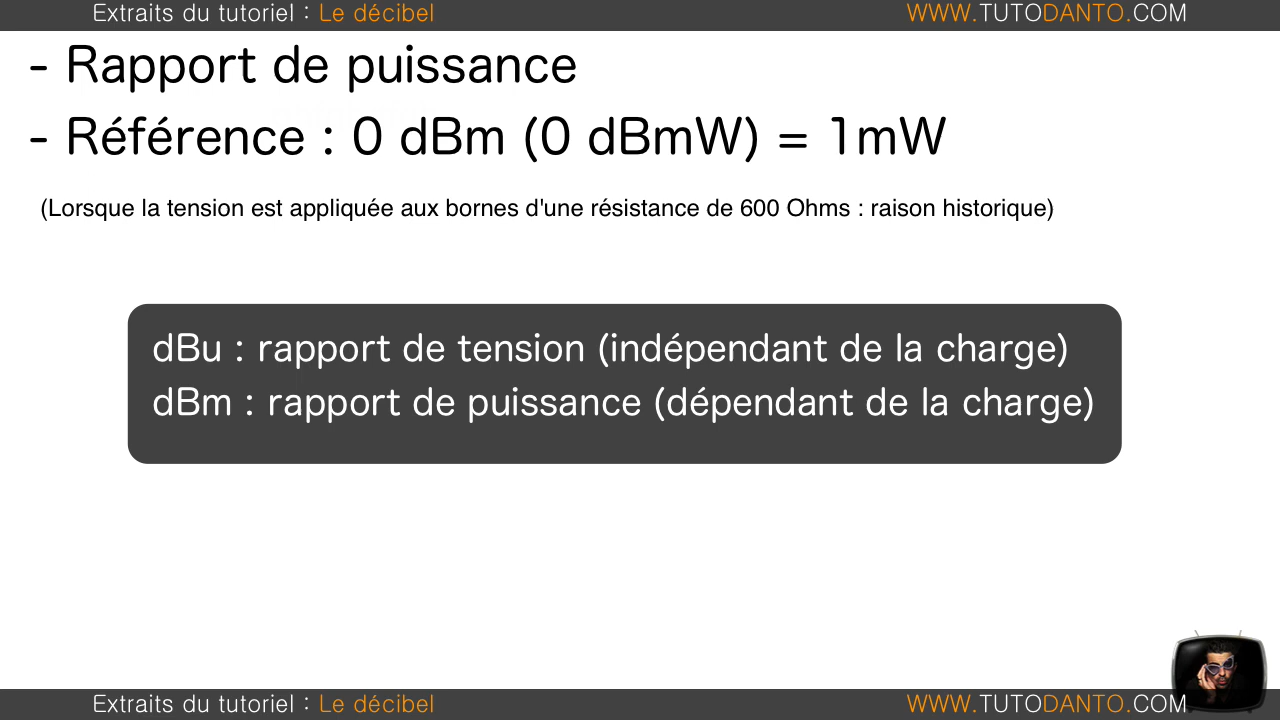 Extraits du tutoriel : Le décibel WWW.TUTODANTO.COM
- Rapport de puissance
- Référence : 0 dBm (0 dBmW) = 1mW
(Lorsque la tension est appliquée aux bornes d'une résistance de 600 Ohms : raison historique)
dBu : rapport de tension (indépendant de la charge)
dBm : rapport de puissance (dépendant de la charge)
Extraits du tutoriel : Le décibel WWW.TUTODANTO.COM